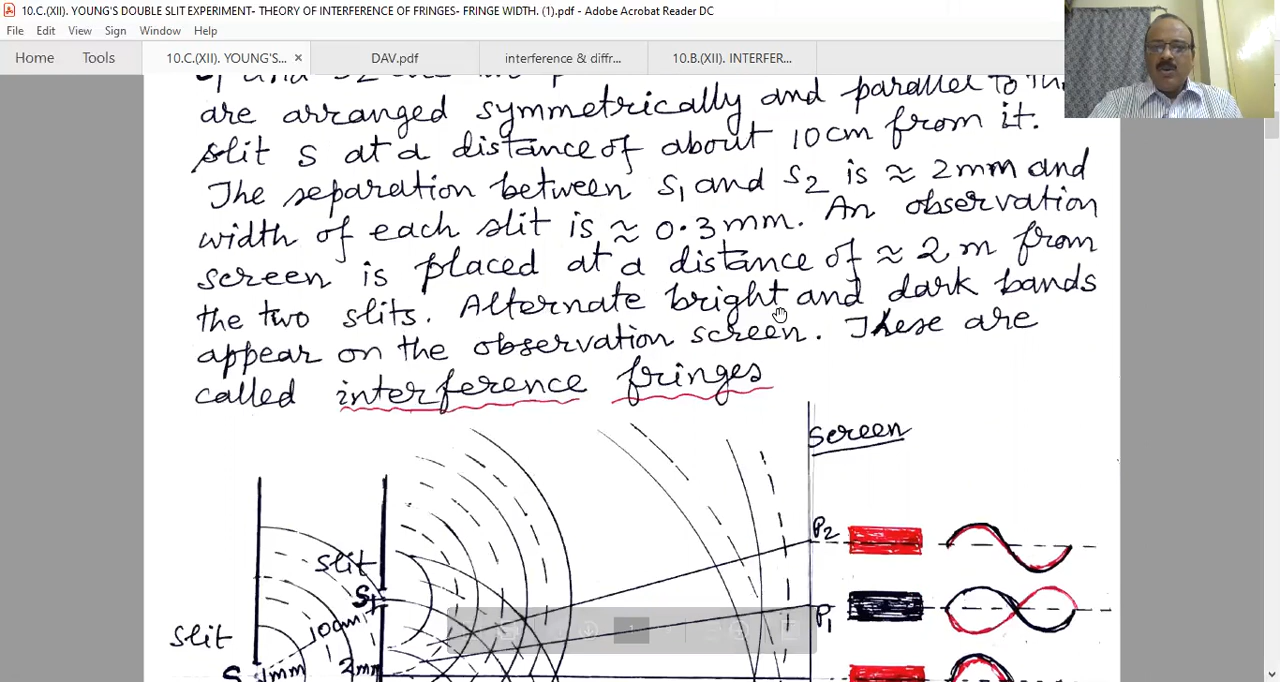 10.C.(XII). YOUNG'S DOUBLE SLIT EXPERIMENT- THEORY OF INTERFERENCE OF FRINGES- FRINGE WIDTH. (1).pdf - Adobe Acrobat Reader DC
File Edit View Sign Window Help
Home Tools 10.C.(XII). YOUNG'S... × DAV.pdf interference & diffr... 10.B.(XII). INTERFER...
are arranged symmetrically and parallel to
slit S at a distance of about 10cm from it.
The separation between S1 and S2 is ≈ 2mm and
width of each slit is ≈ 0.3mm. An observation
screen is placed at a distance of ≈ 2m from
the two slits. Alternate bright and dark bands
appear on the observation screen. These are
called interference fringes
screen
P2
slit
S1
P1
10cm
slit
S 1mm 2mm